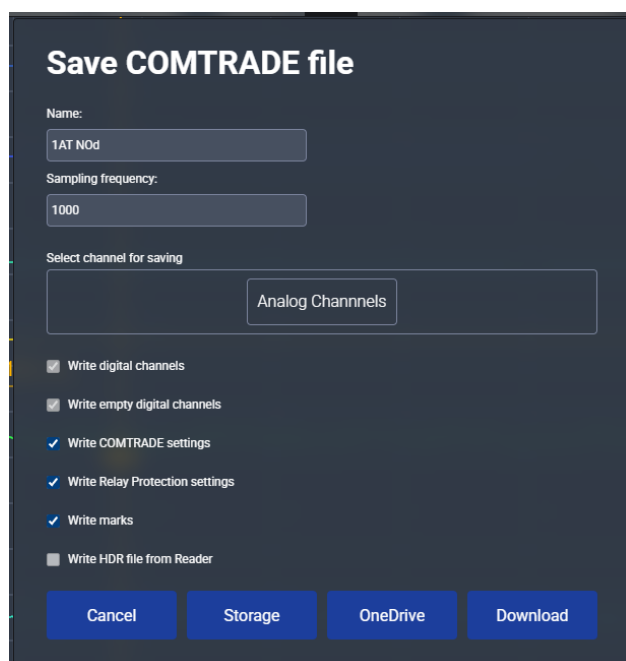 Save COMTRADE file
Name:
1AT NOd
Sampling frequency:
1000
Select channel for saving
Analog Channnels
Write digital channels
Write empty digital channels
Write COMTRADE settings
Write Relay Protection settings
Write marks
Write HDR file from Reader
Cancel Storage OneDrive Download